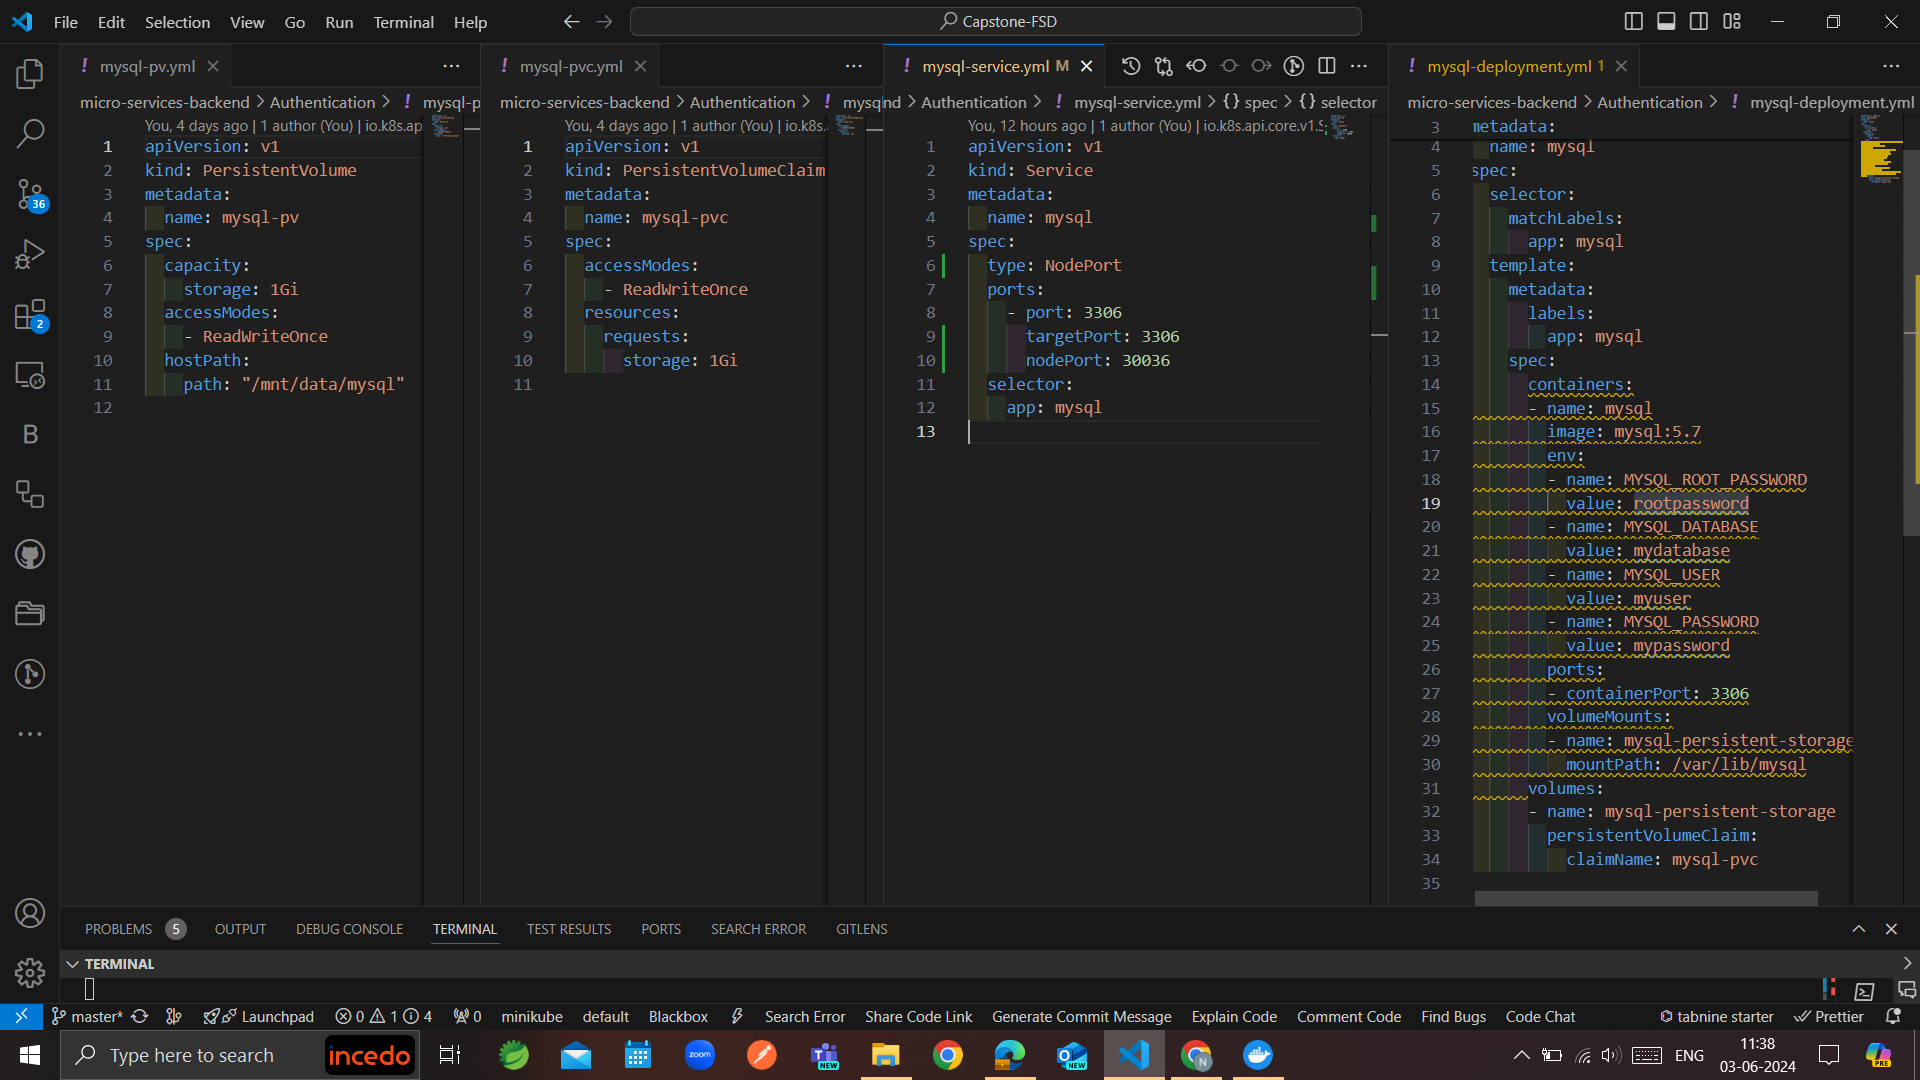 File Edit Selection View Go Run Terminal Help
Capstone-FSD
mysql-pv.yml
mysql-pvc.yml
mysql-service.yml M
mysql-deployment.yml 1
micro-services-backend > Authentication > ! mysql-p
micro-services-backend > Authentication > ! mysq
nd > Authentication > ! mysql-service.yml > {} spec > {} selector
micro-services-backend > Authentication > ! mysql-deployment.yml
You, 4 days ago | 1 author (You) | io.k8s.ap
1 apiVersion: v1
2 kind: PersistentVolume
3 metadata:
4 name: mysql-pv
5 spec:
6 capacity:
7 storage: 1Gi
8 accessModes:
9 - ReadWriteOnce
10 hostPath:
11 path: "/mnt/data/mysql"
12
You, 4 days ago | 1 author (You) | io.k8s.
1 apiVersion: v1
2 kind: PersistentVolumeClaim
3 metadata:
4 name: mysql-pvc
5 spec:
6 accessModes:
7 - ReadWriteOnce
8 resources:
9 requests:
10 storage: 1Gi
11
You, 12 hours ago | 1 author (You) | io.k8s.api.core.v1.S
1 apiVersion: v1
2 kind: Service
3 metadata:
4 name: mysql
5 spec:
6 type: NodePort
7 ports:
8 - port: 3306
9 targetPort: 3306
10 nodePort: 30036
11 selector:
12 app: mysql
13
3 metadata:
4 name: mysql
5 spec:
6 selector:
7 matchLabels:
8 app: mysql
9 template:
10 metadata:
11 labels:
12 app: mysql
13 spec:
14 containers:
15 - name: mysql
16 image: mysql:5.7
17 env:
18 - name: MYSQL_ROOT_PASSWORD
19 value: rootpassword
20 - name: MYSQL_DATABASE
21 value: mydatabase
22 - name: MYSQL_USER
23 value: myuser
24 - name: MYSQL_PASSWORD
25 value: mypassword
26 ports:
27 - containerPort: 3306
28 volumeMounts:
29 - name: mysql-persistent-storage
30 mountPath: /var/lib/mysql
31 volumes:
32 - name: mysql-persistent-storage
33 persistentVolumeClaim:
34 claimName: mysql-pvc
35
36
2
B
PROBLEMS 5 OUTPUT DEBUG CONSOLE TERMINAL TEST RESULTS PORTS SEARCH ERROR GITLENS
TERMINAL
master* Launchpad 0 1 4 0 minikube default Blackbox Search Error Share Code Link Generate Commit Message Explain Code Comment Code Find Bugs Code Chat tabnine starter Prettier
Type here to search incedo
zoom
NEW
NEW
N
ENG
11:38
03-06-2024
PRE